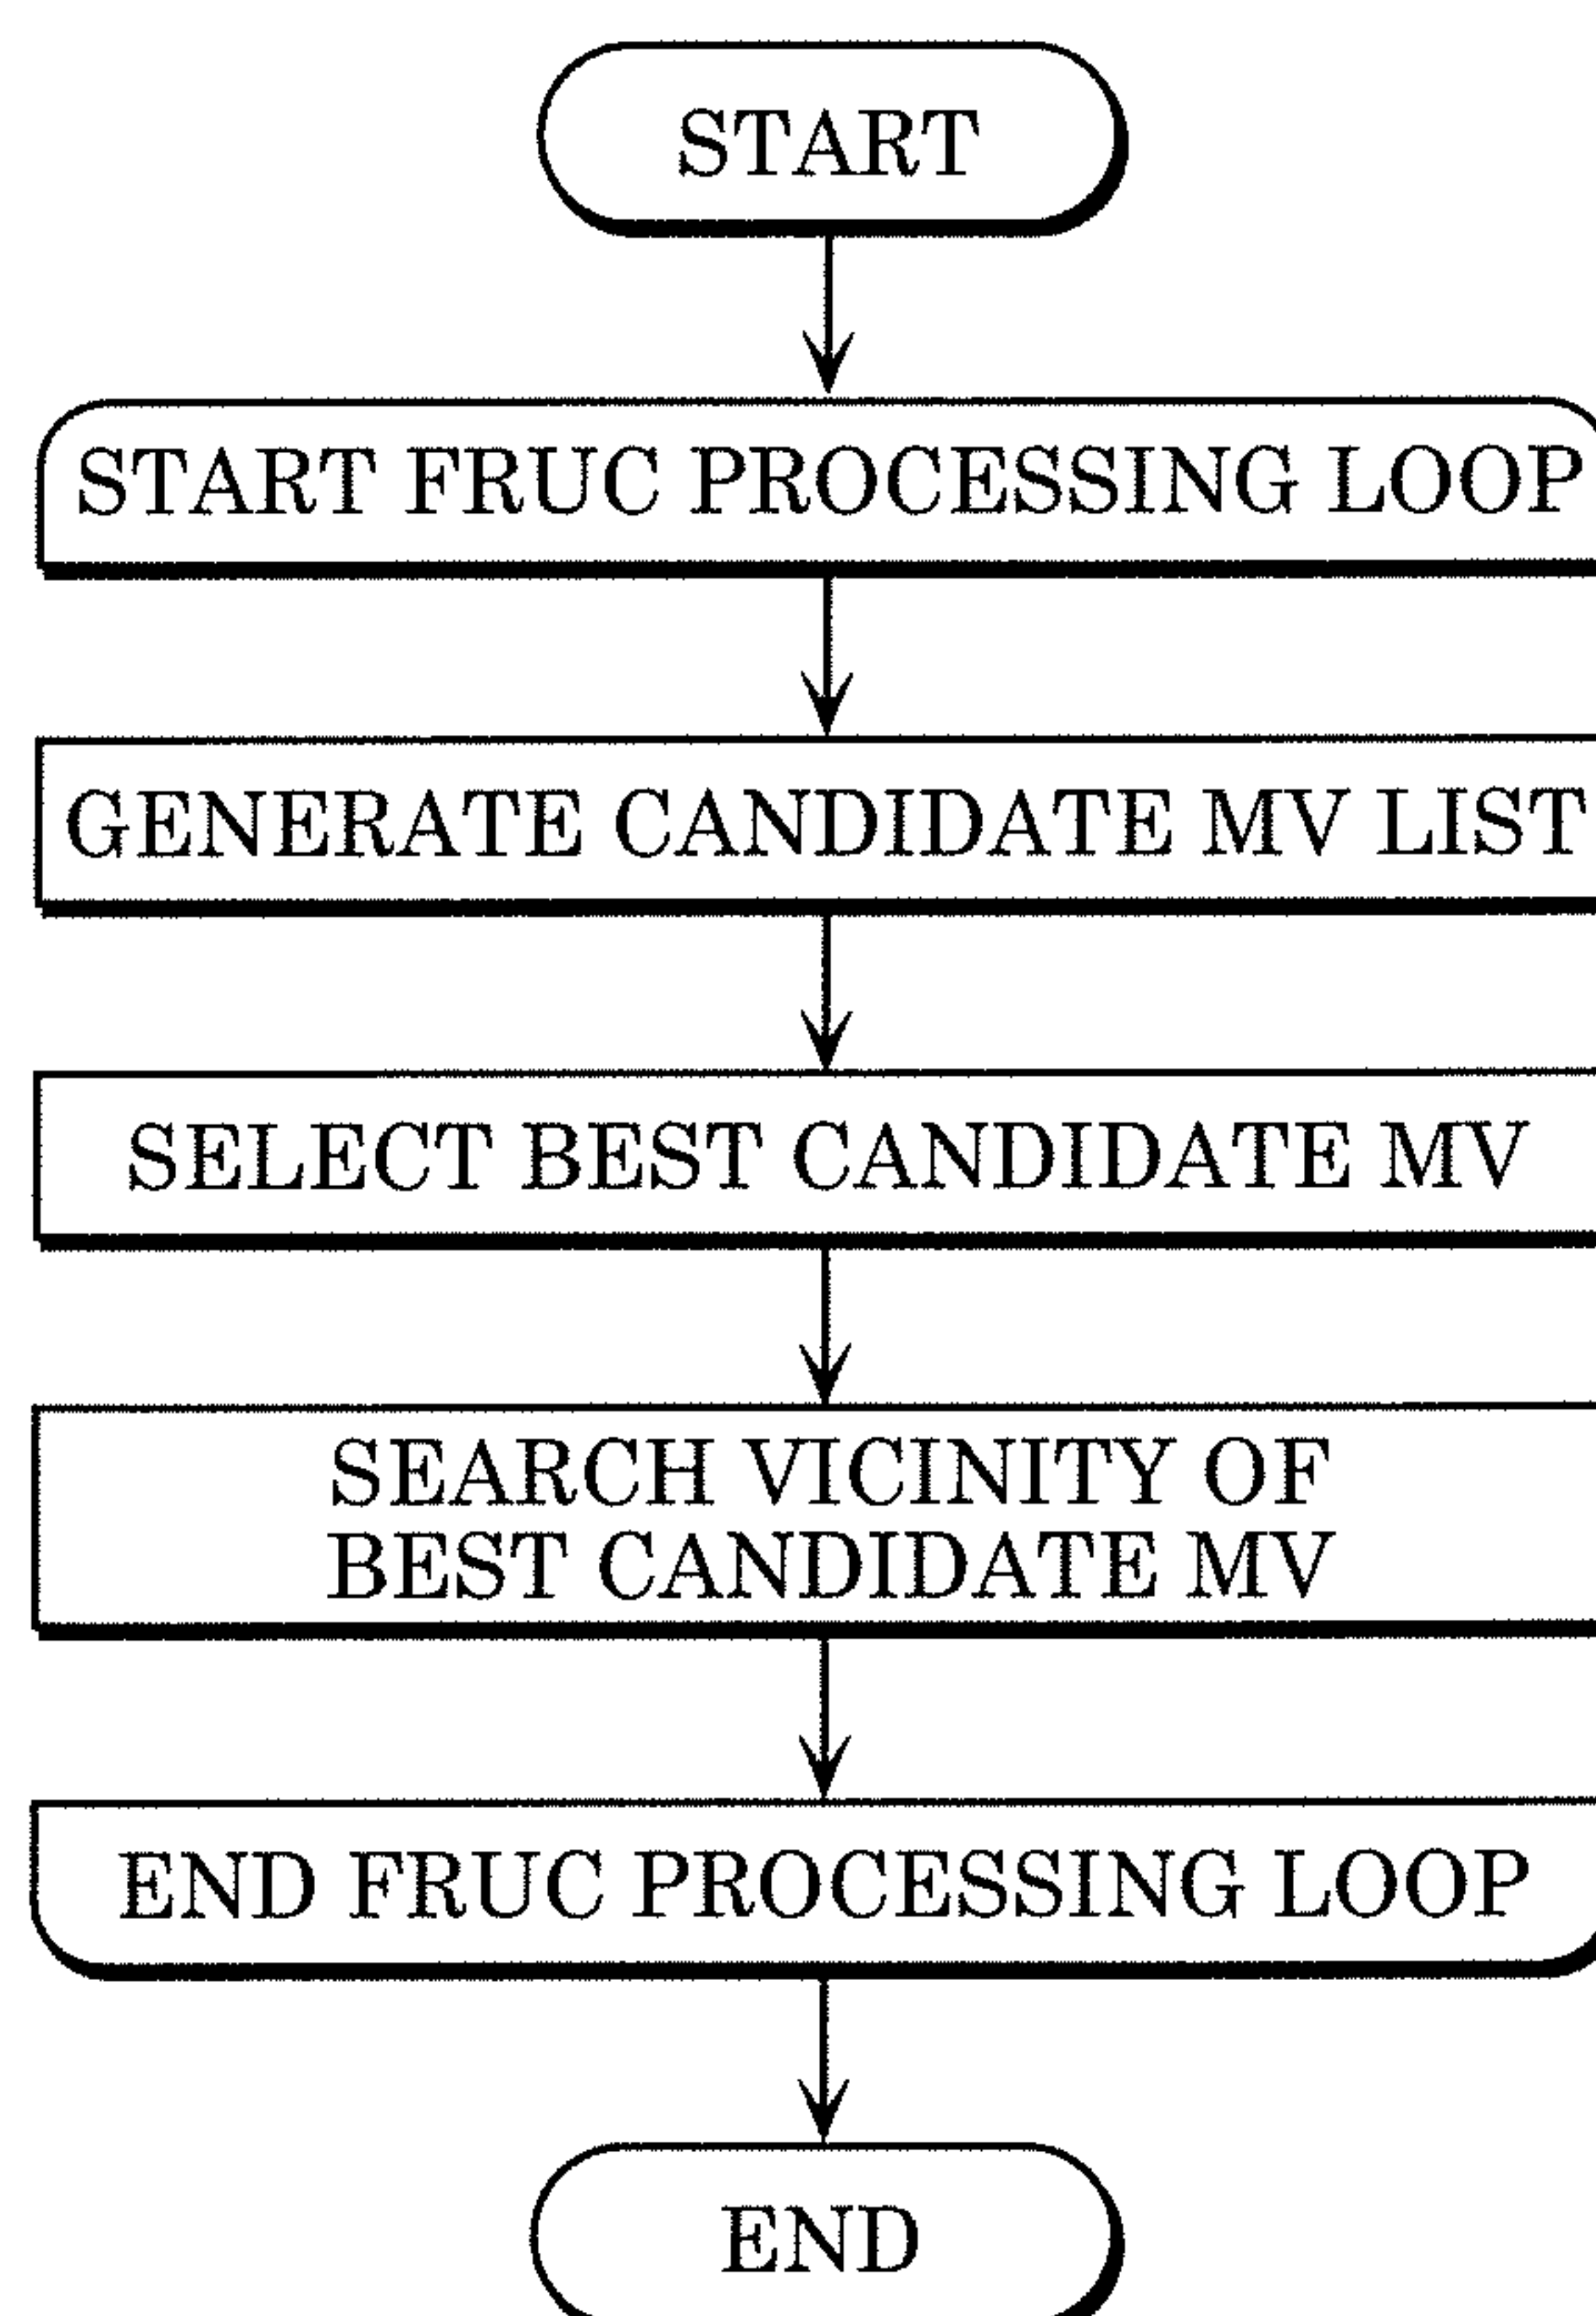 START
START FRUC PROCESSING LOOP
GENERATE CANDIDATE MV LIST
SELECT BEST CANDIDATE MV
SEARCH VICINITY OF
BEST CANDIDATE MV
END FRUC PROCESSING LOOP
END